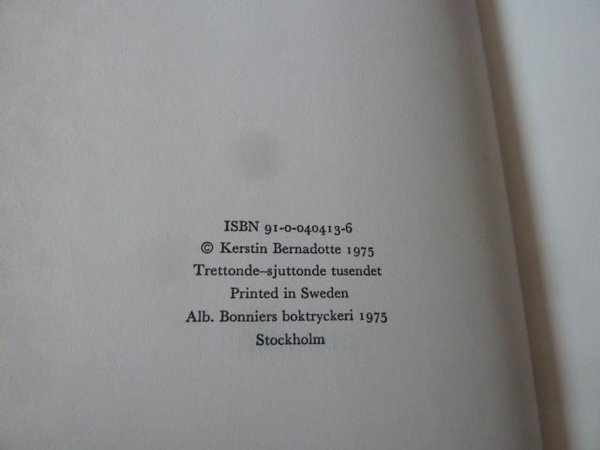 ISBN 91-0-040413-6
© Kerstin Bernadotte 1975
Trettonde–sjuttonde tusendet
Printed in Sweden
Alb. Bonniers boktryckeri 1975
Stockholm